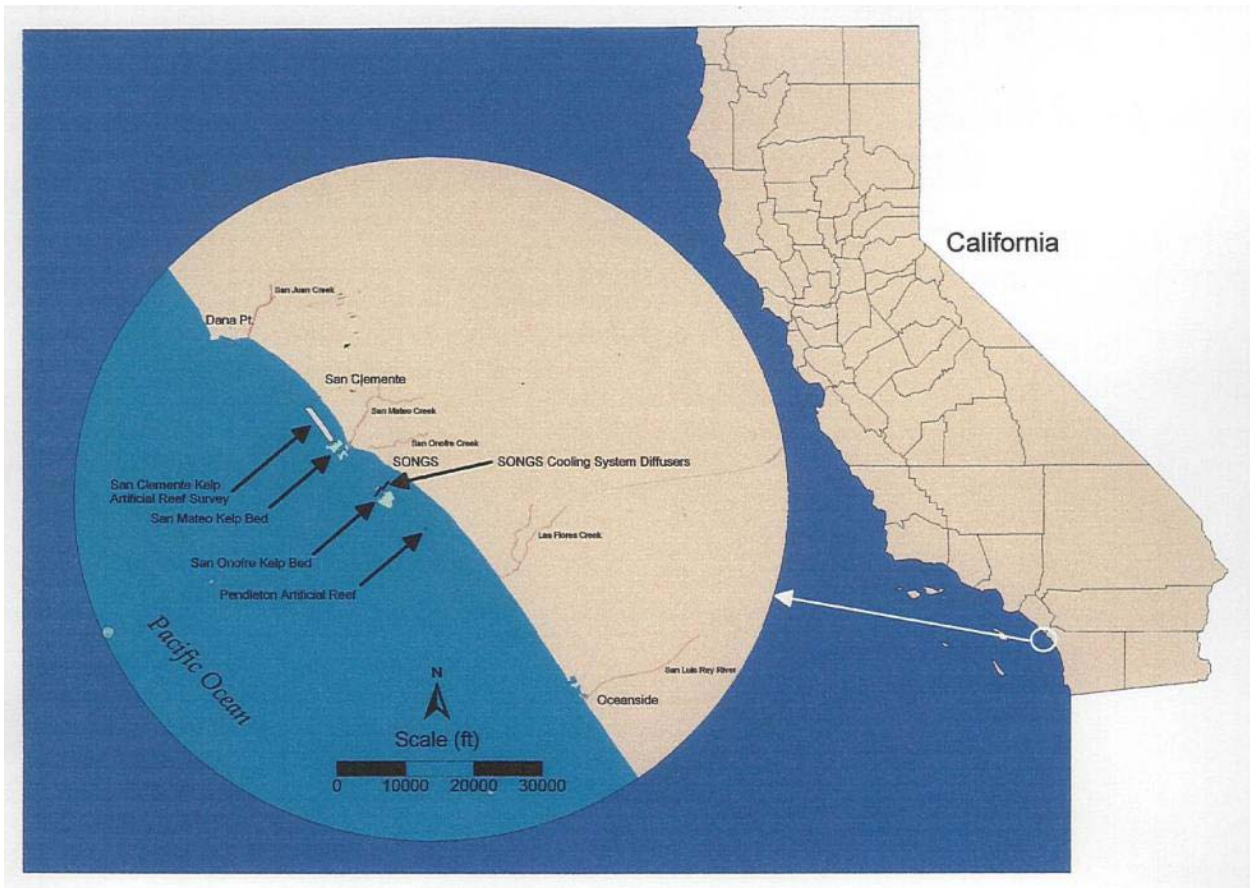 California
San Juan Creek
Dana Pt.
San Clemente
San Mateo Creek
San Onofre Creek
SONGS
SONGS Cooling System Diffusers
San Clemente Kelp
Artificial Reef Survey
San Mateo Kelp Bed
Las Flores Creek
San Onofre Kelp Bed
Pendleton Artificial Reef
Pacific Ocean
San Luis Rey River
Oceanside
N
Scale (ft)
0 10000 20000 30000